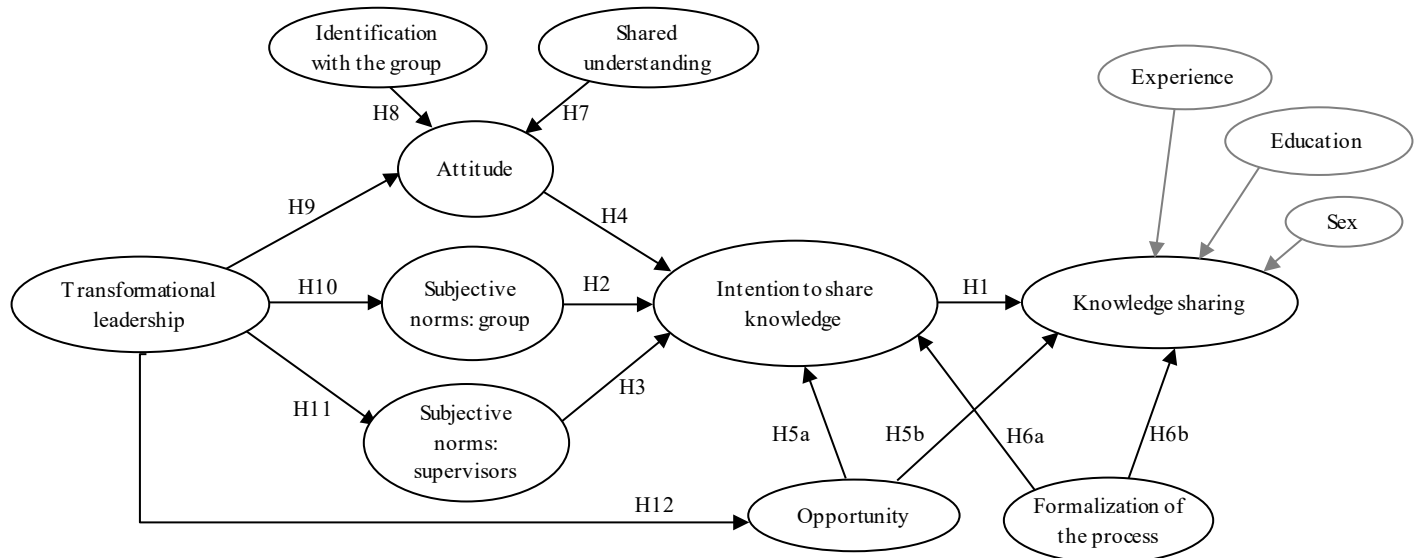 Identification
with the group
Shared
understanding
Experience
H8
H7
Education
Attitude
H9
H4
Sex
Transformational
leadership
H10
Subjective
norms: group
H2
Intention to share
knowledge
H1
Knowledge sharing
H11
Subjective
norms:
supervisors
H3
H5a
H5b
H6a
H6b
H12
Opportunity
Formalization of
the process